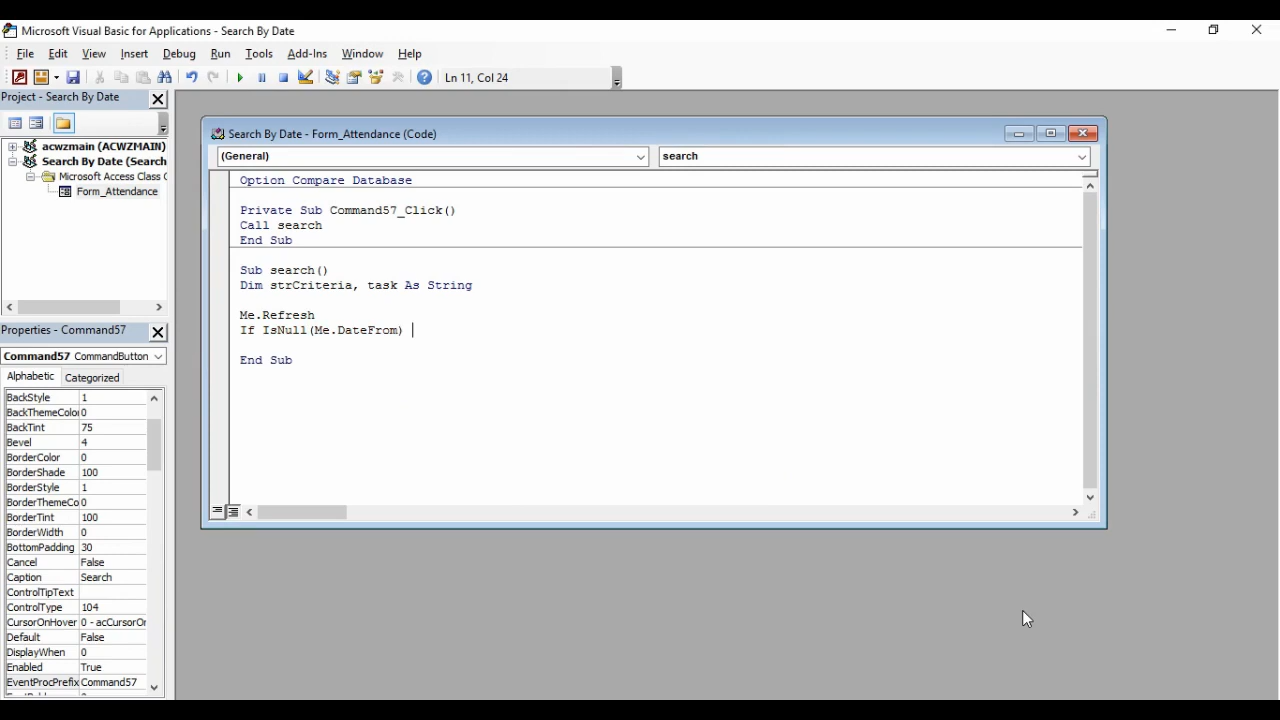 Microsoft Visual Basic for Applications - Search By Date
File Edit View Insert Debug Run Tools Add-Ins Window Help
Ln 11, Col 24
Project - Search By Date
acwzmain (ACWZMAIN)
Search By Date (Search
Microsoft Access Class
Form_Attendance
Properties - Command57
Command57 CommandButton
Alphabetic Categorized
BackStyle 1
BackThemeColo 0
BackTint 75
Bevel 4
BorderColor 0
BorderShade 100
BorderStyle 1
BorderThemeCo 0
BorderTint 100
BorderWidth 0
BottomPadding 30
Cancel False
Caption Search
ControlTipText
ControlType 104
CursorOnHover 0 - acCursorOr
Default False
DisplayWhen 0
Enabled True
EventProcPrefix Command57
Search By Date - Form_Attendance (Code)
(General) search
Option Compare Database
Private Sub Command57_Click()
Call search
End Sub
Sub search()
Dim strCriteria, task As String
Me.Refresh
If IsNull(Me.DateFrom)
End Sub